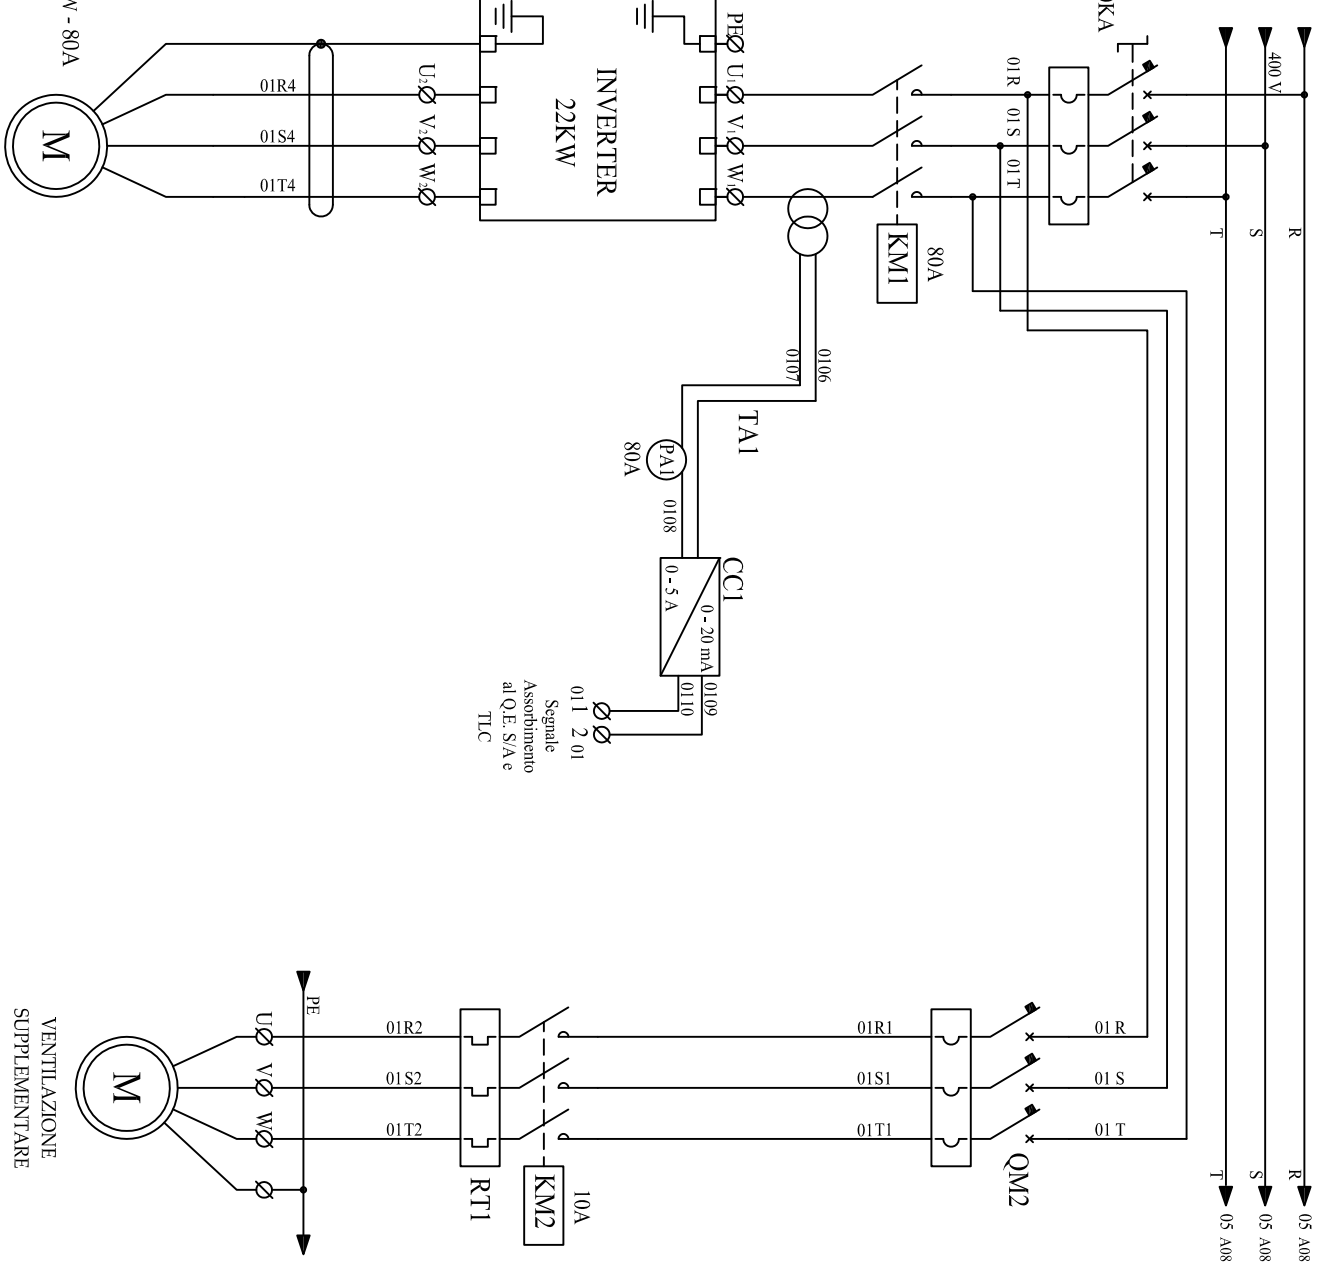 R
05 A08
S
05 A08
T
05 A08
400 V
R
S
T
0KA
01R
01S
01T
80A
KM1
PE
U₁
V₁
W₁
INVERTER
22KW
U₂
V₂
W₂
01R4
01S4
01T4
W - 80A
M
0106
0107
TA1
PA1
80A
0108
CC1
0 - 5 A
0 - 20 mA
0109
0110
01 1
2 01
Segnale
Assorbimento
al Q.E. S/A e
TLC
01 R
01 S
01 T
QM2
01R1
01S1
01T1
10A
KM2
RT1
01R2
01S2
01T2
PE
U
V
W
M
VENTILAZIONE
SUPPLEMENTARE